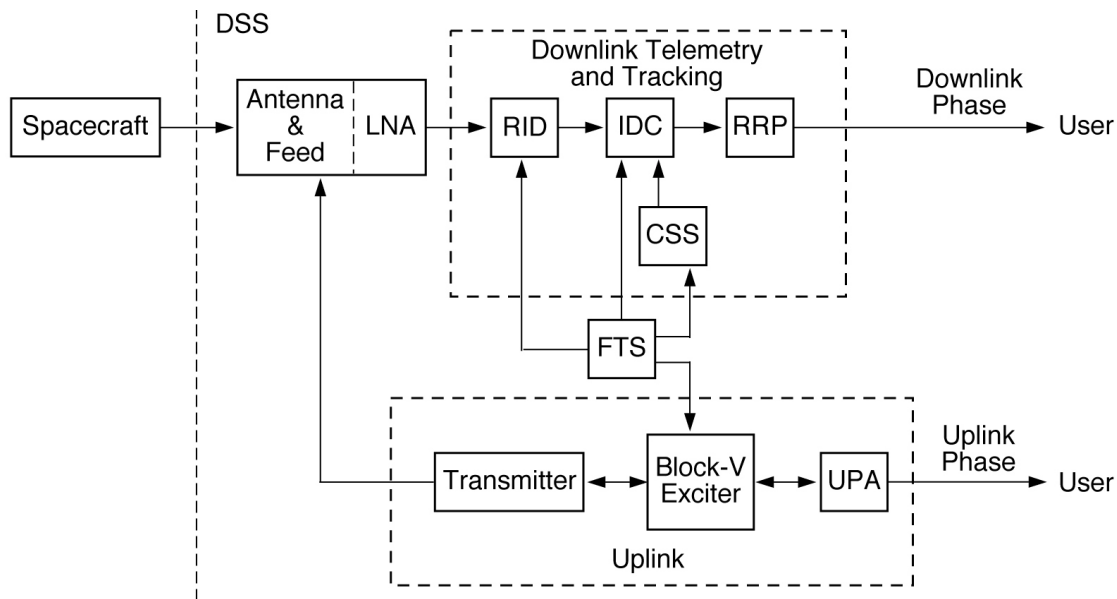 DSS
Downlink Telemetry
and Tracking
Spacecraft
Antenna
&
Feed
LNA
RID
IDC
RRP
Downlink
Phase
User
CSS
FTS
Transmitter
Block-V
Exciter
UPA
Uplink
Phase
User
Uplink